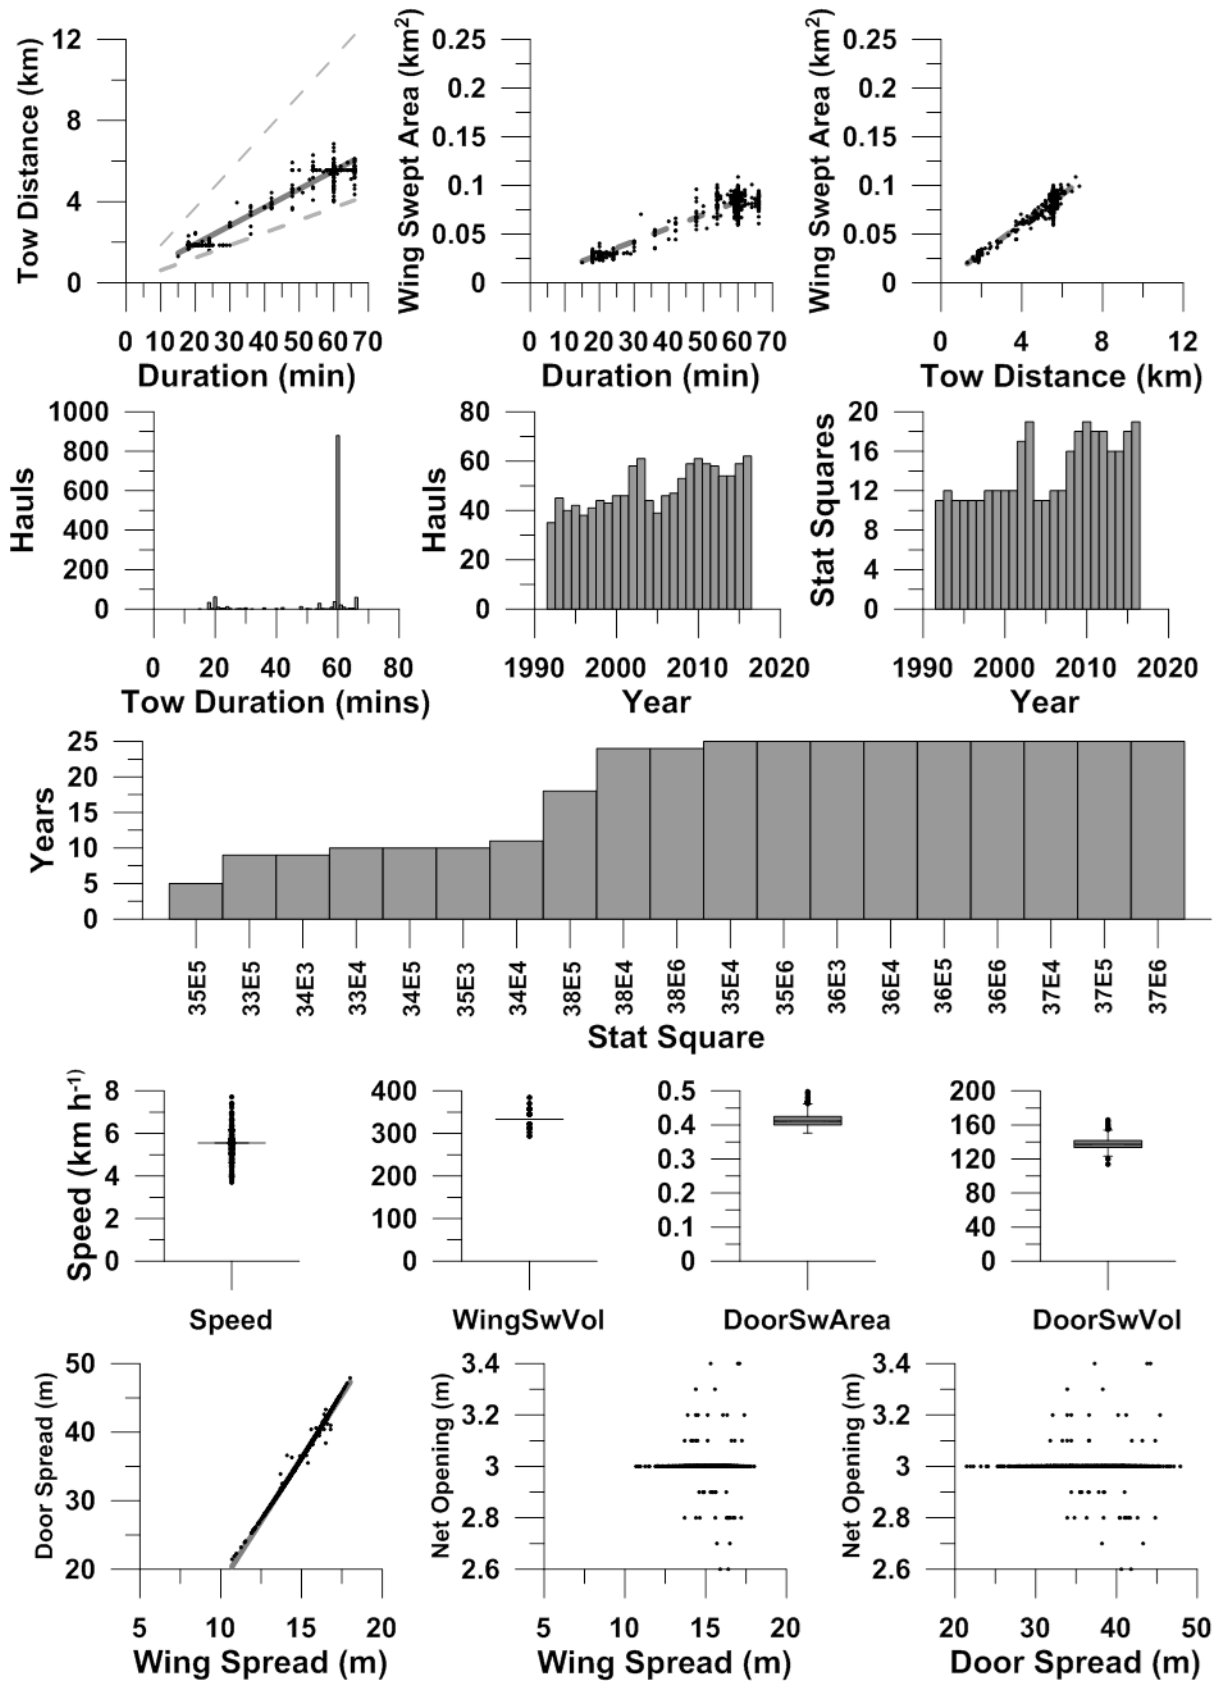 Tow Distance (km)
12
8
4
0
0 10 20 30 40 50 60 70
Duration (min)
Wing Swept Area (km²)
0.25
0.2
0.15
0.1
0.05
0
0 10 20 30 40 50 60 70
Duration (min)
Wing Swept Area (km²)
0.25
0.2
0.15
0.1
0.05
0
0 4 8 12
Tow Distance (km)
Hauls
1000
800
600
400
200
0
0 20 40 60 80
Tow Duration (mins)
Hauls
80
60
40
20
0
1990 2000 2010 2020
Year
Stat Squares
20
16
12
8
4
0
1990 2000 2010 2020
Year
Years
25
20
15
10
5
0
35E5 33E5 34E3 33E4 34E5 35E3 34E4 38E5 38E4 38E6 35E4 35E6 36E3 36E4 36E5 36E6 37E4 37E5 37E6
Stat Square
Speed (km h⁻¹)
8
6
4
2
0
Speed
400
300
200
100
0
WingSwVol
0.5
0.4
0.3
0.2
0.1
0
DoorSwArea
200
160
120
80
40
0
DoorSwVol
Door Spread (m)
50
40
30
20
5 10 15 20
Wing Spread (m)
Net Opening (m)
3.4
3.2
3
2.8
2.6
5 10 15 20
Wing Spread (m)
Net Opening (m)
3.4
3.2
3
2.8
2.6
20 30 40 50
Door Spread (m)